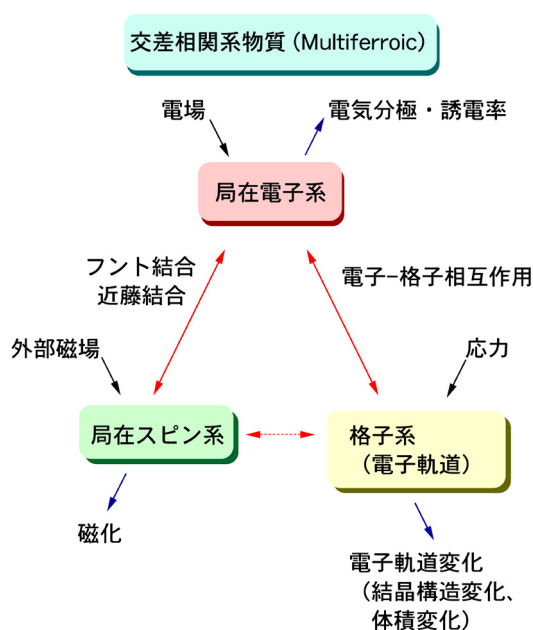 交差相関系物質 (Multiferroic)
電場
電気分極・誘電率
局在電子系
フント結合
近藤結合
電子−格子相互作用
外部磁場
応力
局在スピン系
格子系
（電子軌道）
磁化
電子軌道変化
（結晶構造変化、
体積変化）